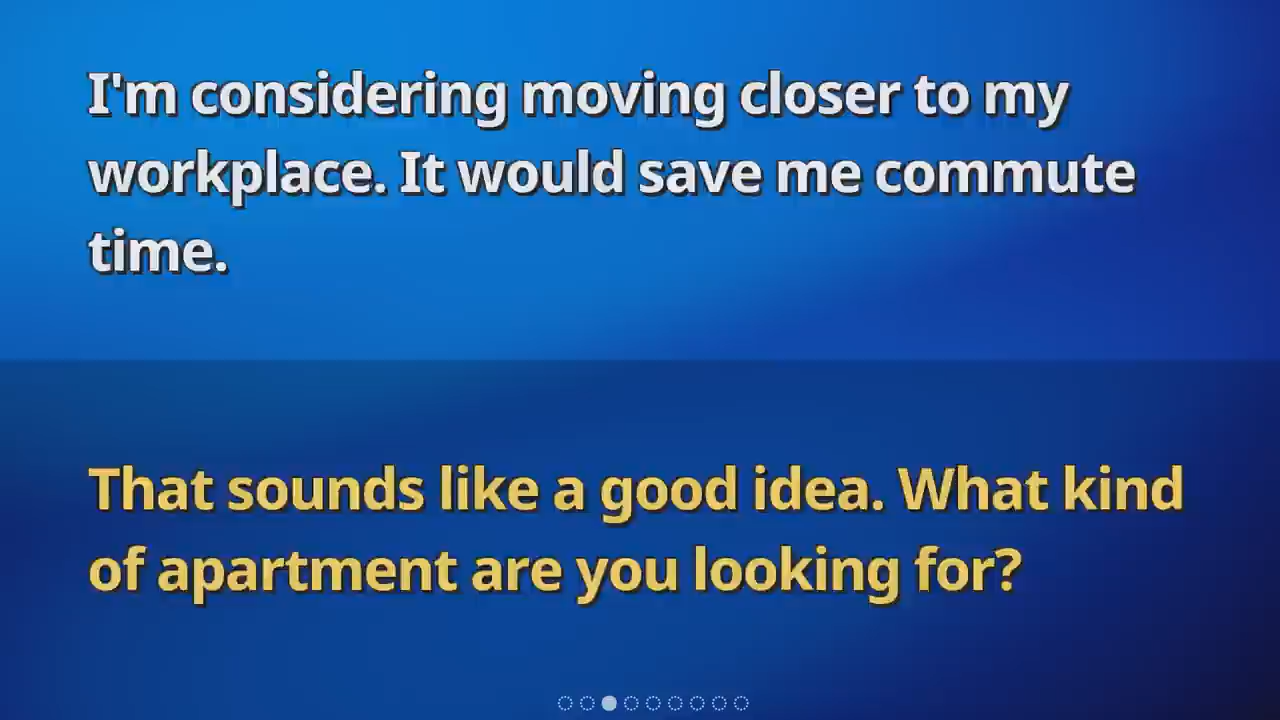 I'm considering moving closer to my
workplace. It would save me commute
time.
That sounds like a good idea. What kind
of apartment are you looking for?